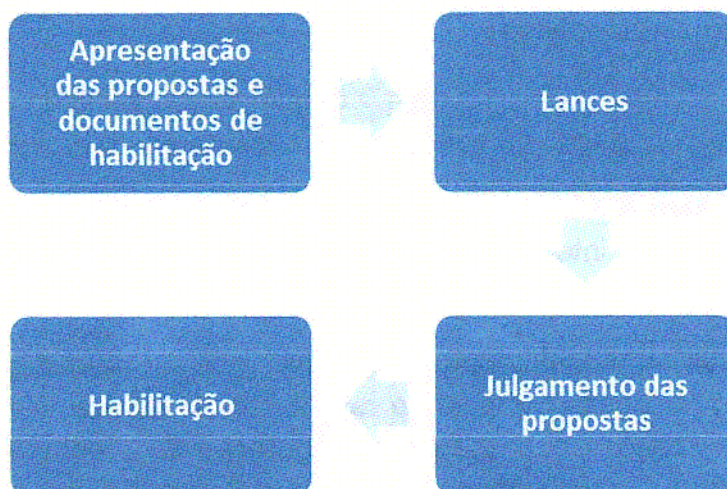 Apresentação
das propostas e
documentos de
habilitação
Lances
Julgamento das
propostas
Habilitação